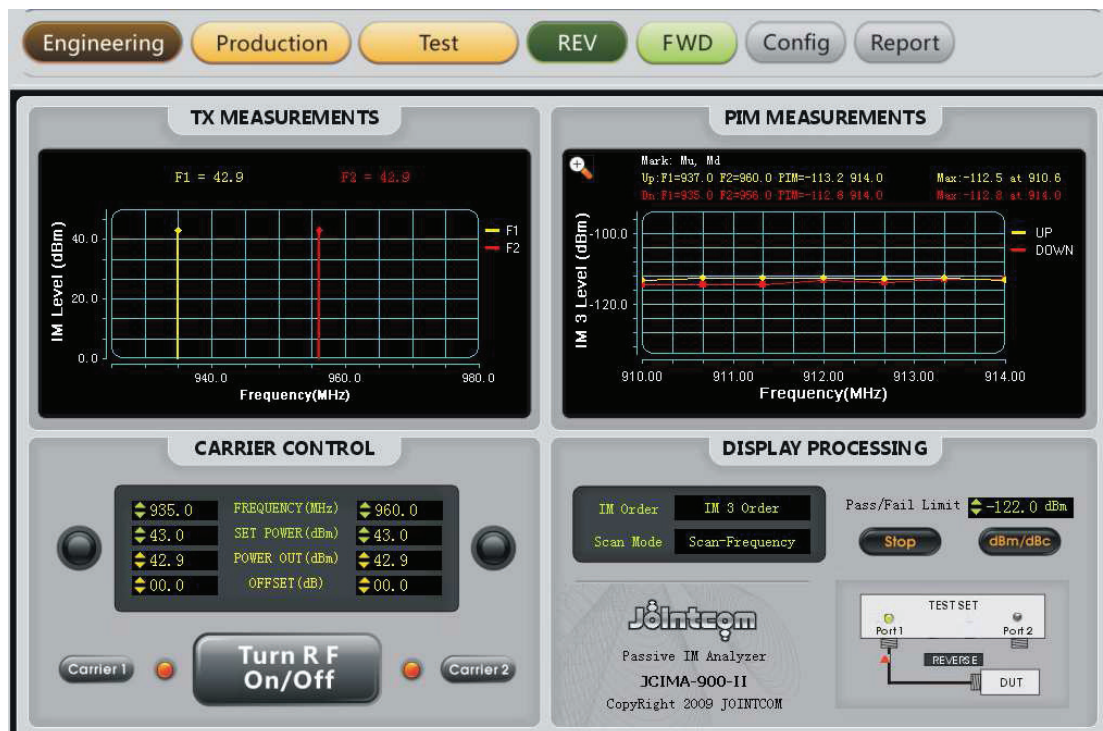 Engineering Production Test REV FWD Config Report
TX MEASUREMENTS
F1 = 42.9 F2 = 42.9
F1
F2
IM Level (dBm)
40.0
20.0
0.0
940.0 960.0 980.0
Frequency(MHz)
PIM MEASUREMENTS
Mark: Mu, Md
Up:F1=937.0 F2=960.0 PIM=-113.2 914.0 Max:-112.5 at 910.6
Dn:F1=935.0 F2=956.0 PIM=-112.8 914.0 Max:-112.8 at 914.0
UP
DOWN
IM 3 Level (dBm)
-100.0
-120.0
910.00 911.00 912.00 913.00 914.00
Frequency(MHz)
CARRIER CONTROL
935.0 FREQUENCY(MHz) 960.0
43.0 SET POWER(dBm) 43.0
42.9 POWER OUT(dBm) 42.9
00.0 OFFSET(dB) 00.0
Carrier 1 Turn R F On/Off Carrier 2
DISPLAY PROCESSING
IM Order IM 3 Order
Scan Mode Scan-Frequency
Pass/Fail Limit -122.0 dBm
Stop dBm/dBc
Jointcom
Passive IM Analyzer
JCIMA-900-II
CopyRight 2009 JOINTCOM
TEST SET
Port 1 Port 2
REVERSE
DUT